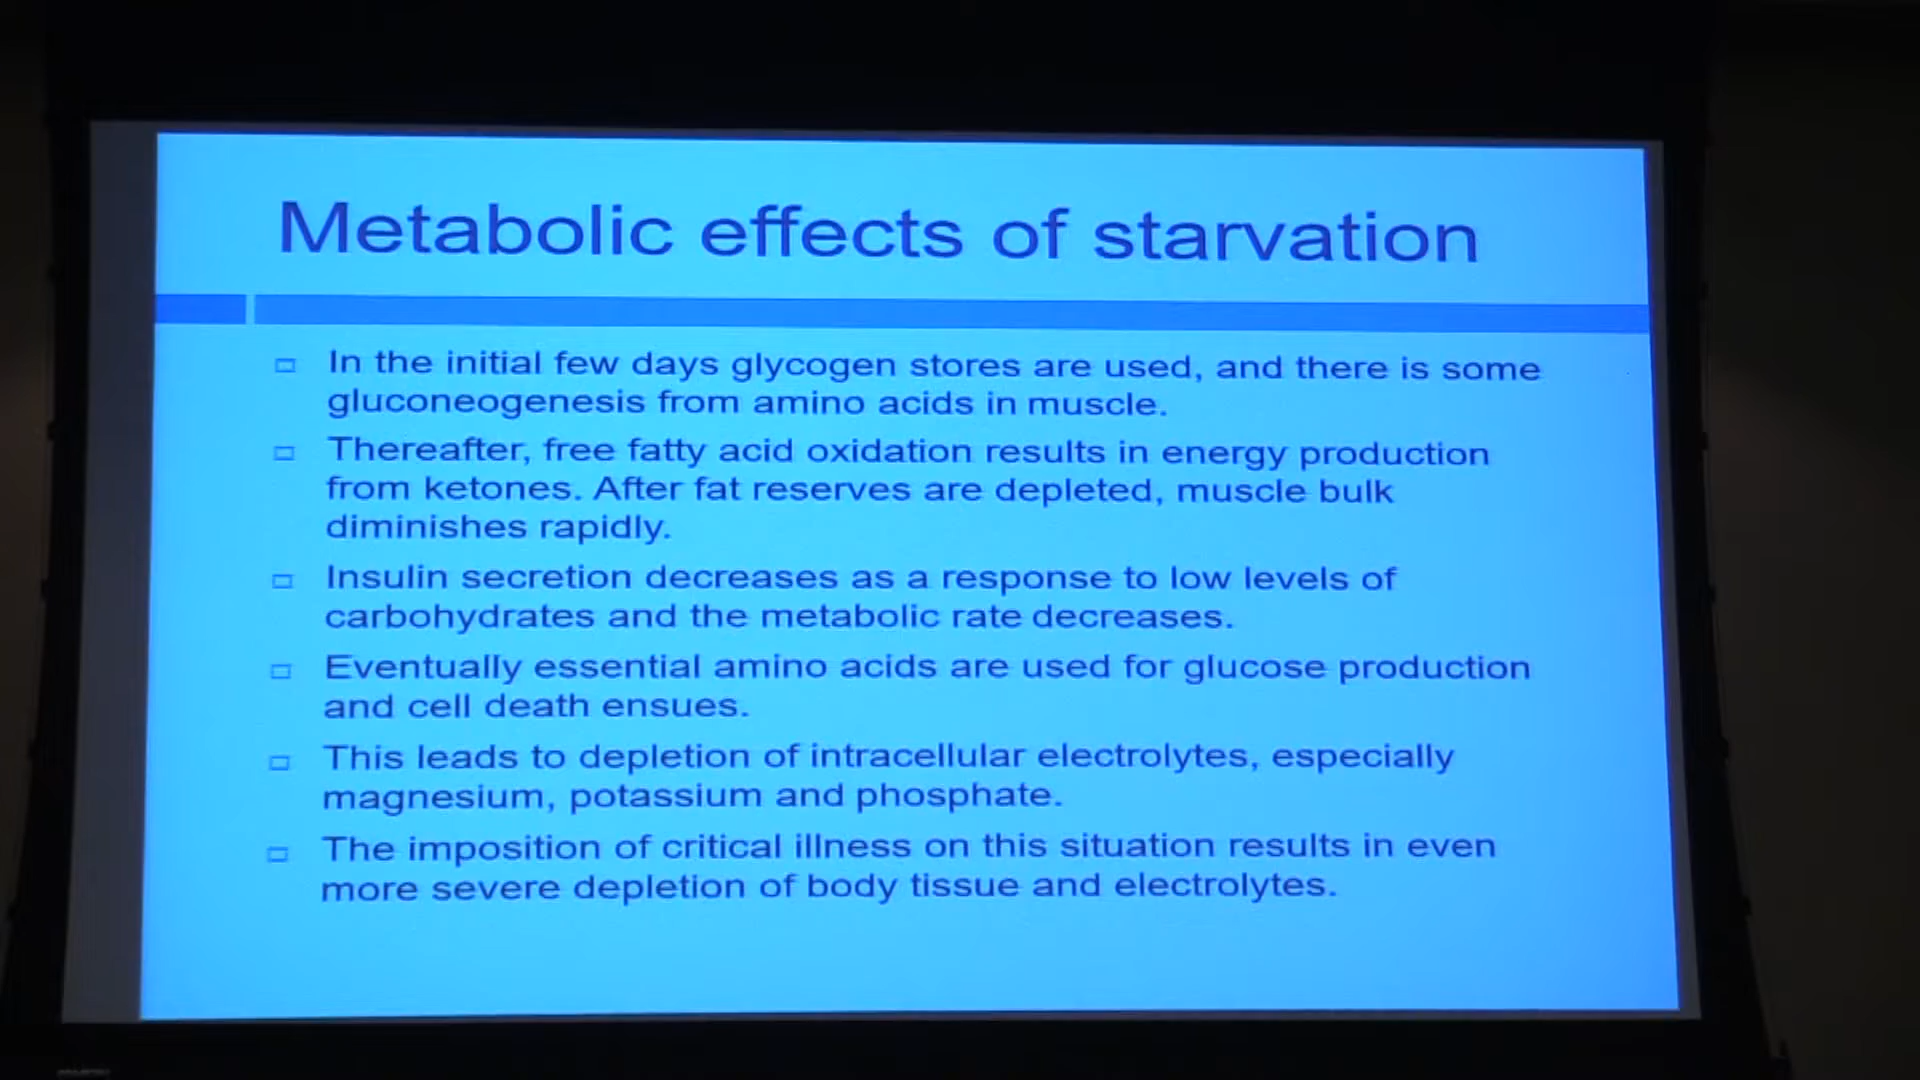 Metabolic effects of starvation
In the initial few days glycogen stores are used, and there is some
gluconeogenesis from amino acids in muscle.
Thereafter, free fatty acid oxidation results in energy production
from ketones. After fat reserves are depleted, muscle bulk
diminishes rapidly.
Insulin secretion decreases as a response to low levels of
carbohydrates and the metabolic rate decreases.
Eventually essential amino acids are used for glucose production
and cell death ensues.
This leads to depletion of intracellular electrolytes, especially
magnesium, potassium and phosphate.
The imposition of critical illness on this situation results in even
more severe depletion of body tissue and electrolytes.